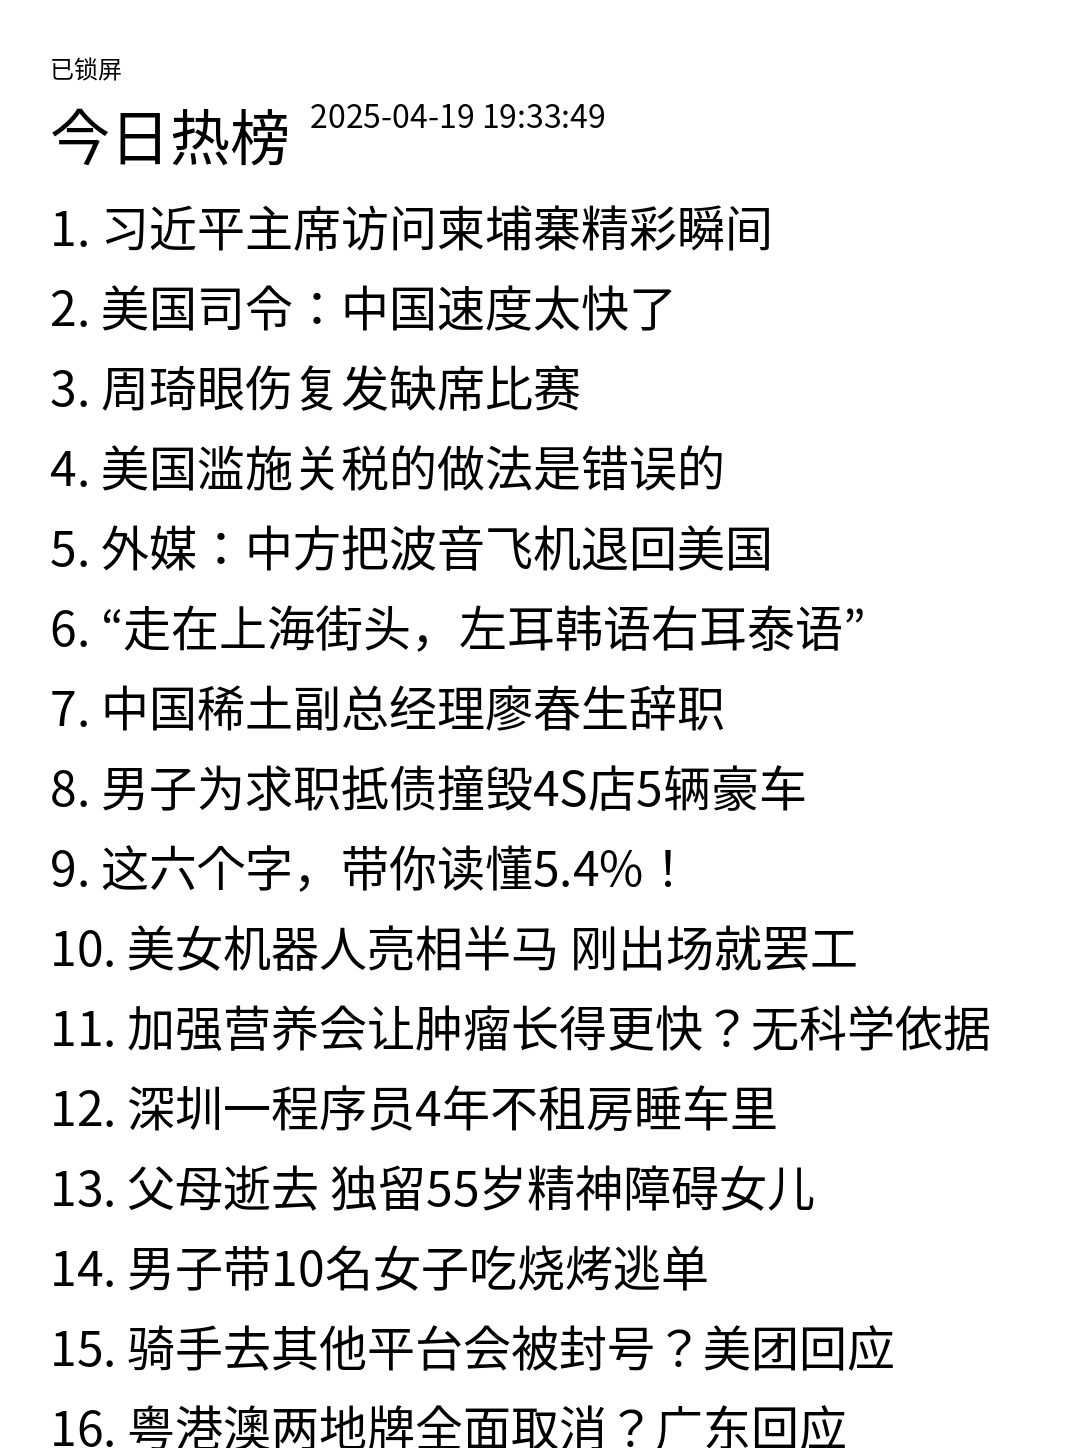 已锁屏
今日热榜 2025-04-19 19:33:49
1. 习近平主席访问柬埔寨精彩瞬间
2. 美国司令：中国速度太快了
3. 周琦眼伤复发缺席比赛
4. 美国滥施关税的做法是错误的
5. 外媒：中方把波音飞机退回美国
6. “走在上海街头，左耳韩语右耳泰语”
7. 中国稀土副总经理廖春生辞职
8. 男子为求职抵债撞毁4S店5辆豪车
9. 这六个字，带你读懂5.4%！
10. 美女机器人亮相半马 刚出场就罢工
11. 加强营养会让肿瘤长得更快？无科学依据
12. 深圳一程序员4年不租房睡车里
13. 父母逝去 独留55岁精神障碍女儿
14. 男子带10名女子吃烧烤逃单
15. 骑手去其他平台会被封号？美团回应
16. 粤港澳两地牌全面取消？广东回应